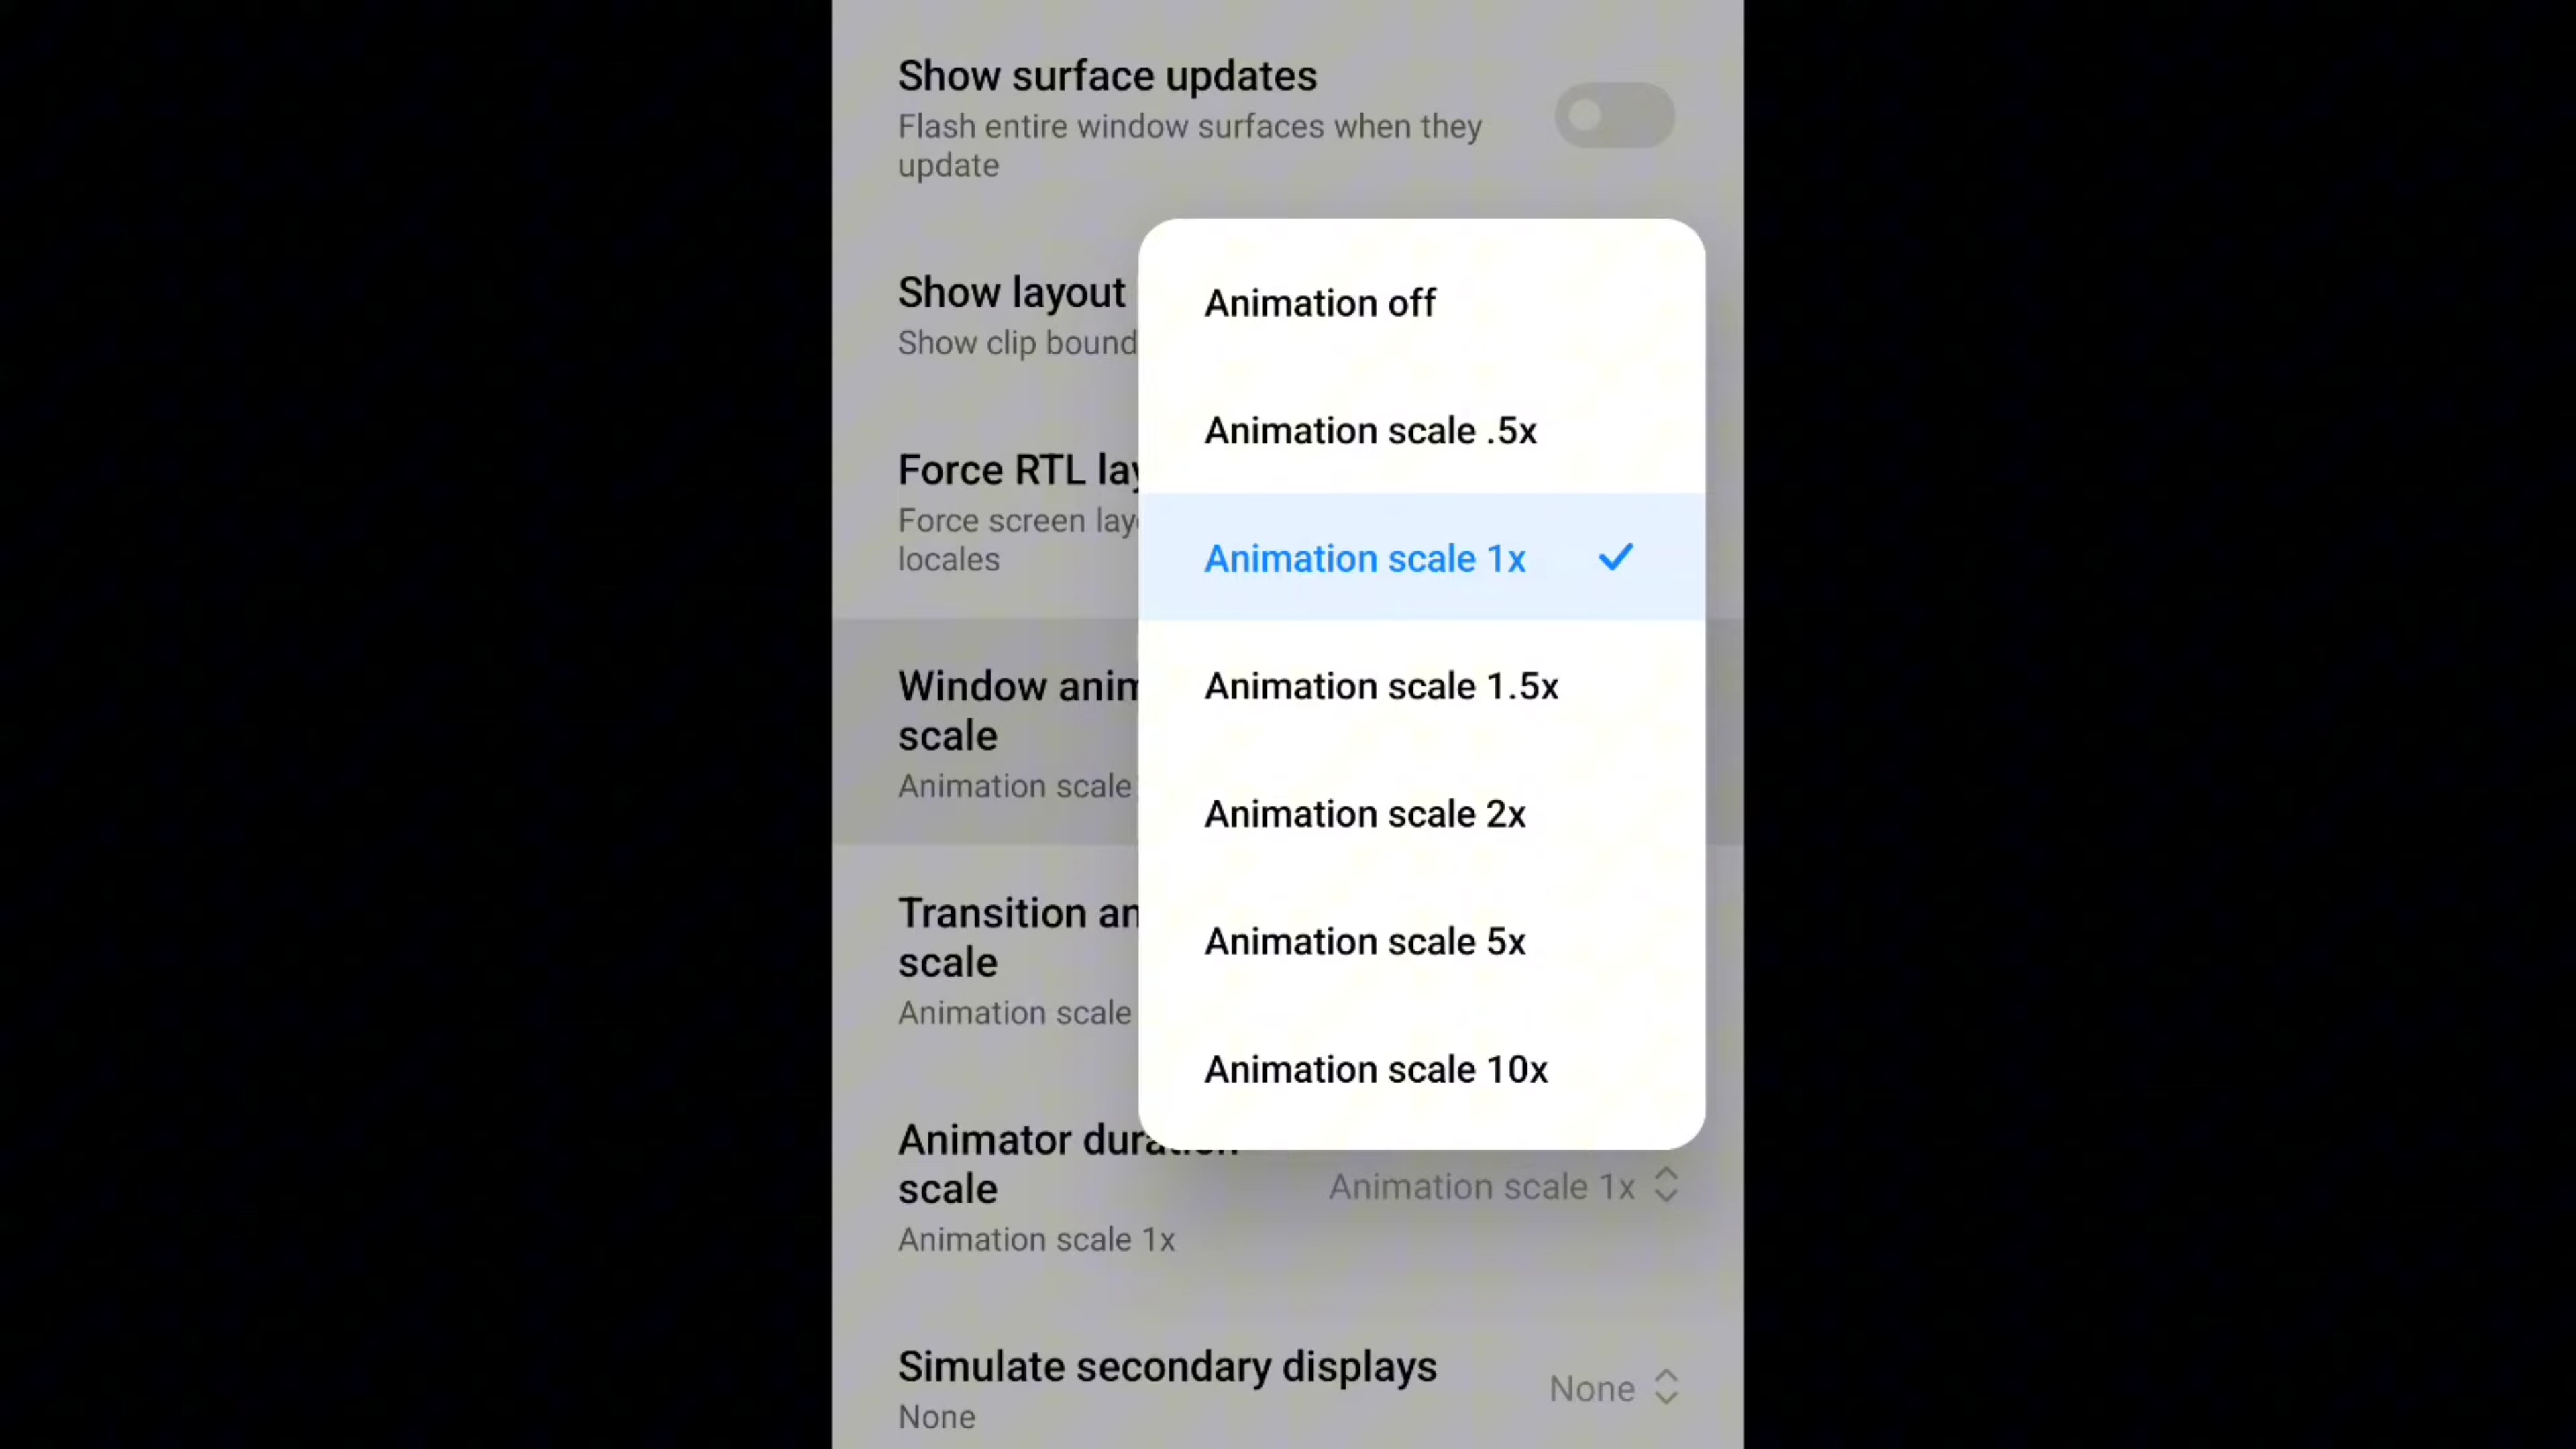 Show surface updates
Flash entire window surfaces when they
update
Show layout
Show clip bound
Force RTL lay
Force screen lay
locales
Window anim
scale
Animation scale
Transition an
scale
Animation scale
Animation off
Animation scale .5x
Animation scale 1x
Animation scale 1.5x
Animation scale 2x
Animation scale 5x
Animation scale 10x
Animator duration
scale
Animation scale 1x
Animation scale 1x
Simulate secondary displays
None
None